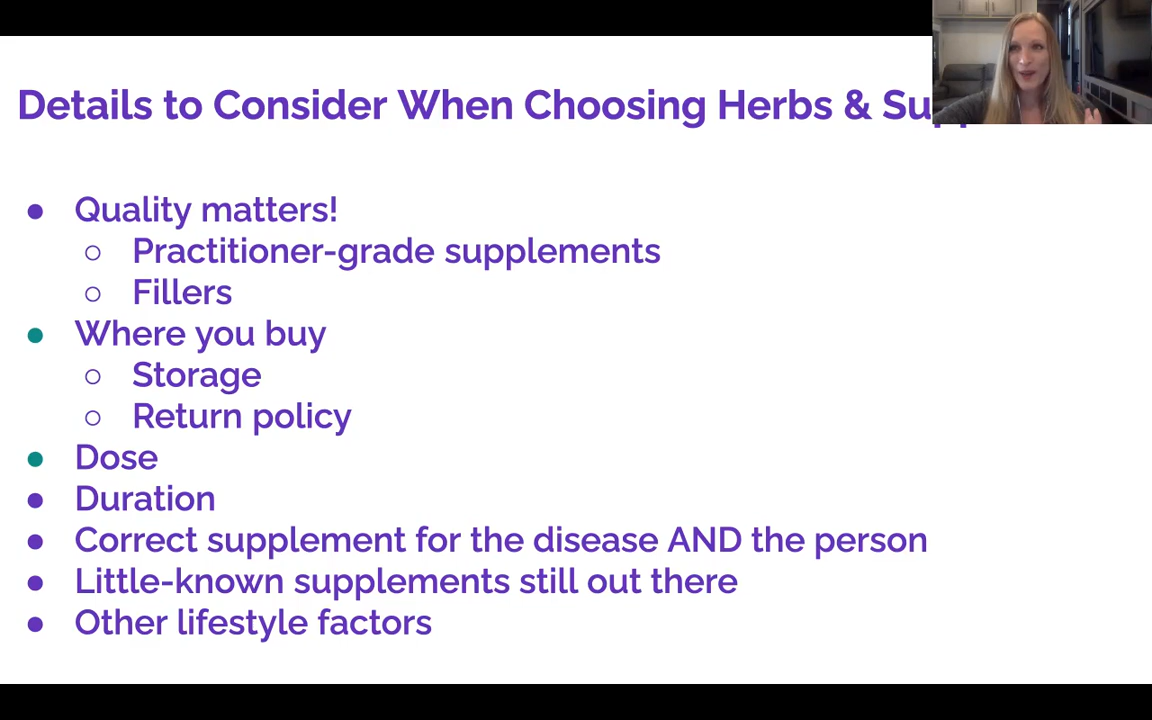 Details to Consider When Choosing Herbs &
● Quality matters!
○ Practitioner-grade supplements
○ Fillers
● Where you buy
○ Storage
○ Return policy
● Dose
● Duration
● Correct supplement for the disease AND the person
● Little-known supplements still out there
● Other lifestyle factors